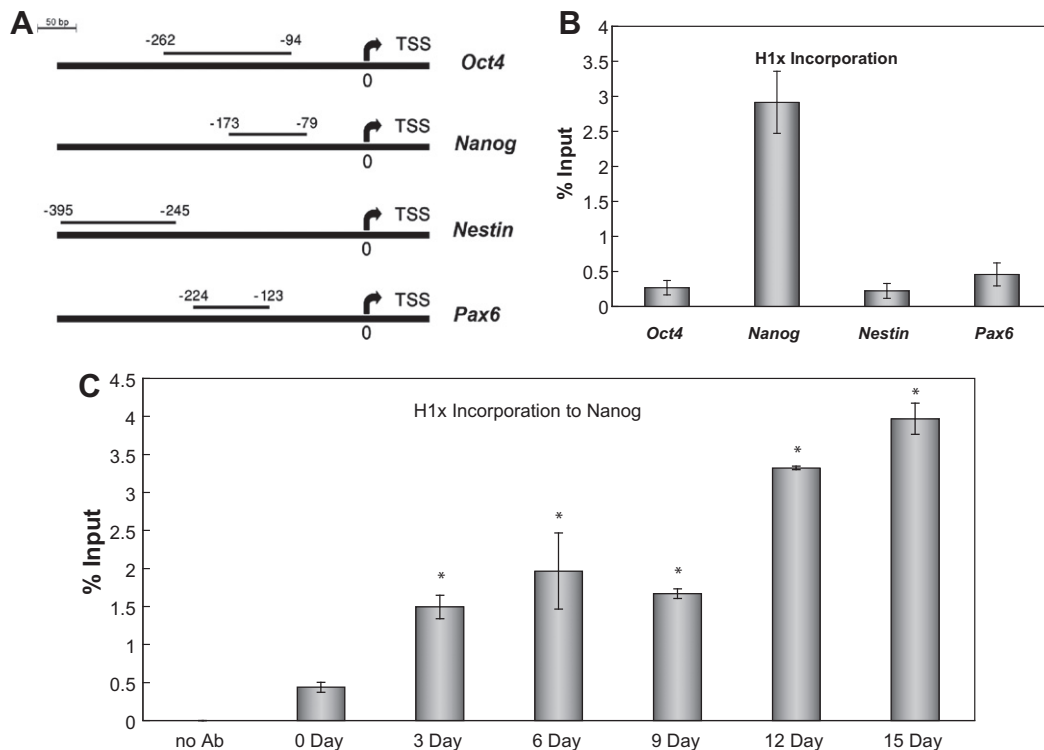 A
50 bp
-262 -94
TSS
0
Oct4
-173 -79
TSS
0
Nanog
-395 -245
TSS
0
Nestin
-224 -123
TSS
0
Pax6
B
H1x Incorporation
% Input
4
3.5
3
2.5
2
1.5
1
0.5
0
Oct4 Nanog Nestin Pax6
C
H1x Incorporation to Nanog
% Input
4.5
4
3.5
3
2.5
2
1.5
1
0.5
0
* * * * *
no Ab 0 Day 3 Day 6 Day 9 Day 12 Day 15 Day